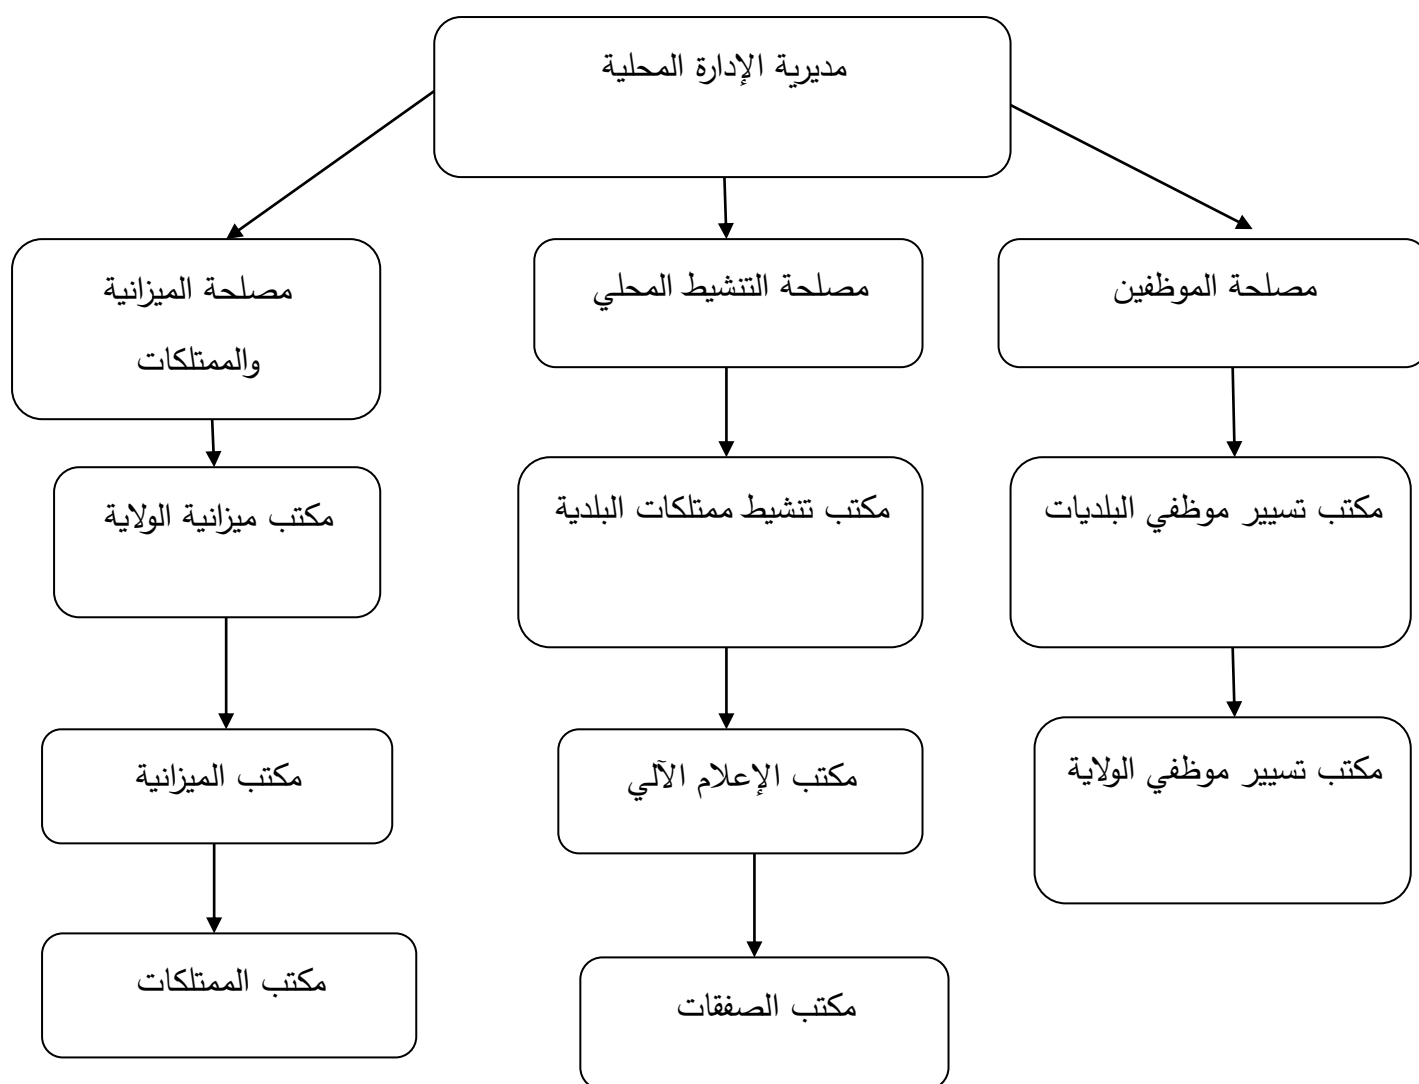 مديرية الإدارة المحلية
مصلحة الموظفين
مصلحة التنشيط المحلي
مصلحة الميزانية
والممتلكات
مكتب تسيير موظفي البلديات
مكتب تنشيط ممتلكات البلدية
مكتب ميزانية الولاية
مكتب تسيير موظفي الولاية
مكتب الإعلام الآلي
مكتب الميزانية
مكتب الصفقات
مكتب الممتلكات